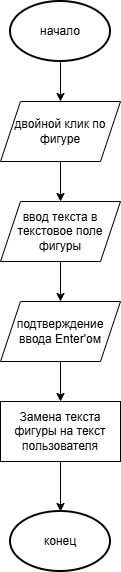 начало
двойной клик по
фигуре
ввод текста в
текстовое поле
фигуры
подтверждение
ввода Enter'ом
Замена текста
фигуры на текст
пользователя
конец